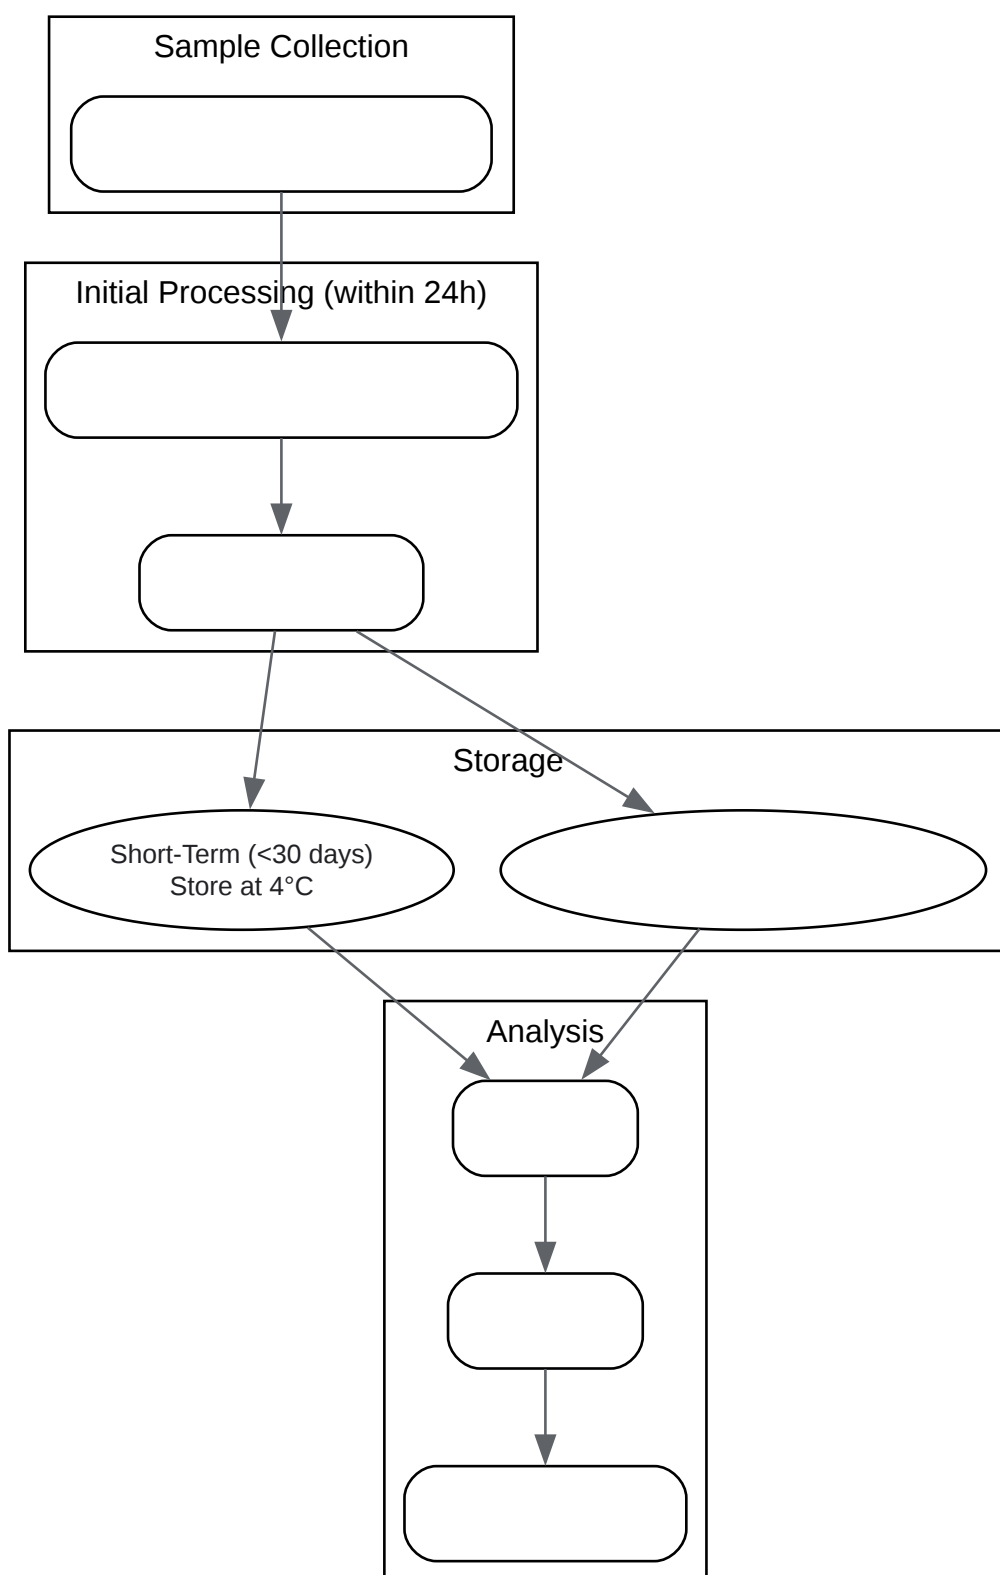 Sample Collection
Initial Processing (within 24h)
Storage
Short-Term (<30 days)
Store at 4°C
Analysis